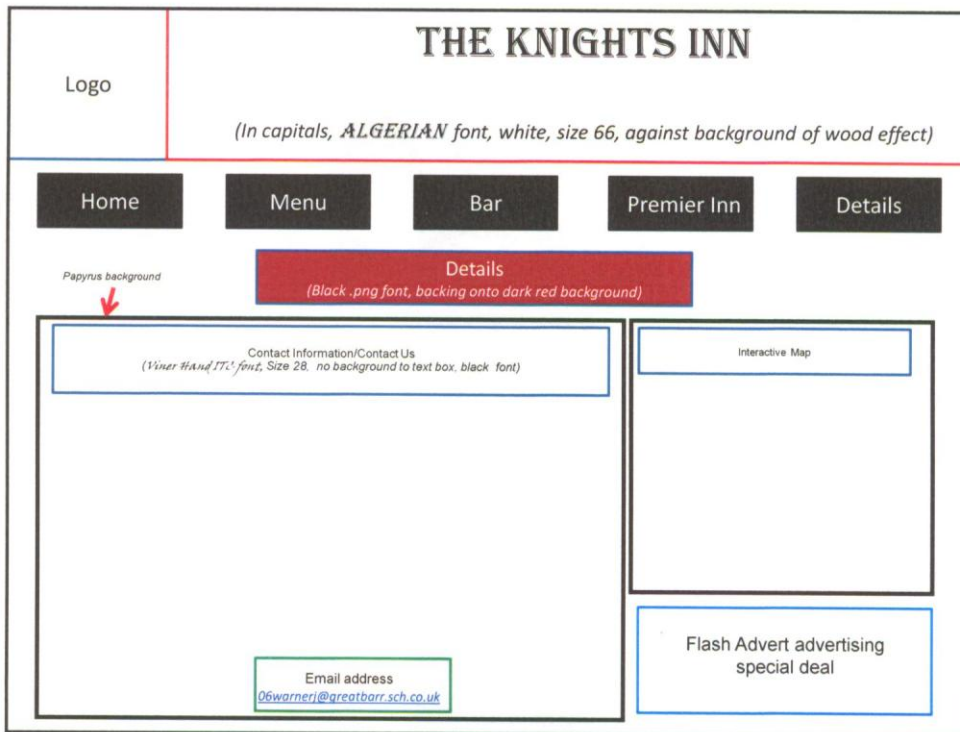 THE KNIGHTS INN
Logo
(In capitals, ALGERIAN font, white, size 66, against background of wood effect)
Home
Menu
Bar
Premier Inn
Details
Details
(Black .png font, backing onto dark red background)
Papyrus background
Contact Information/Contact Us
(Viner Hand ITC font, Size 28, no background to text box, black font)
Interactive Map
Flash Advert advertising
special deal
Email address
06warnerj@greatbarr.sch.co.uk